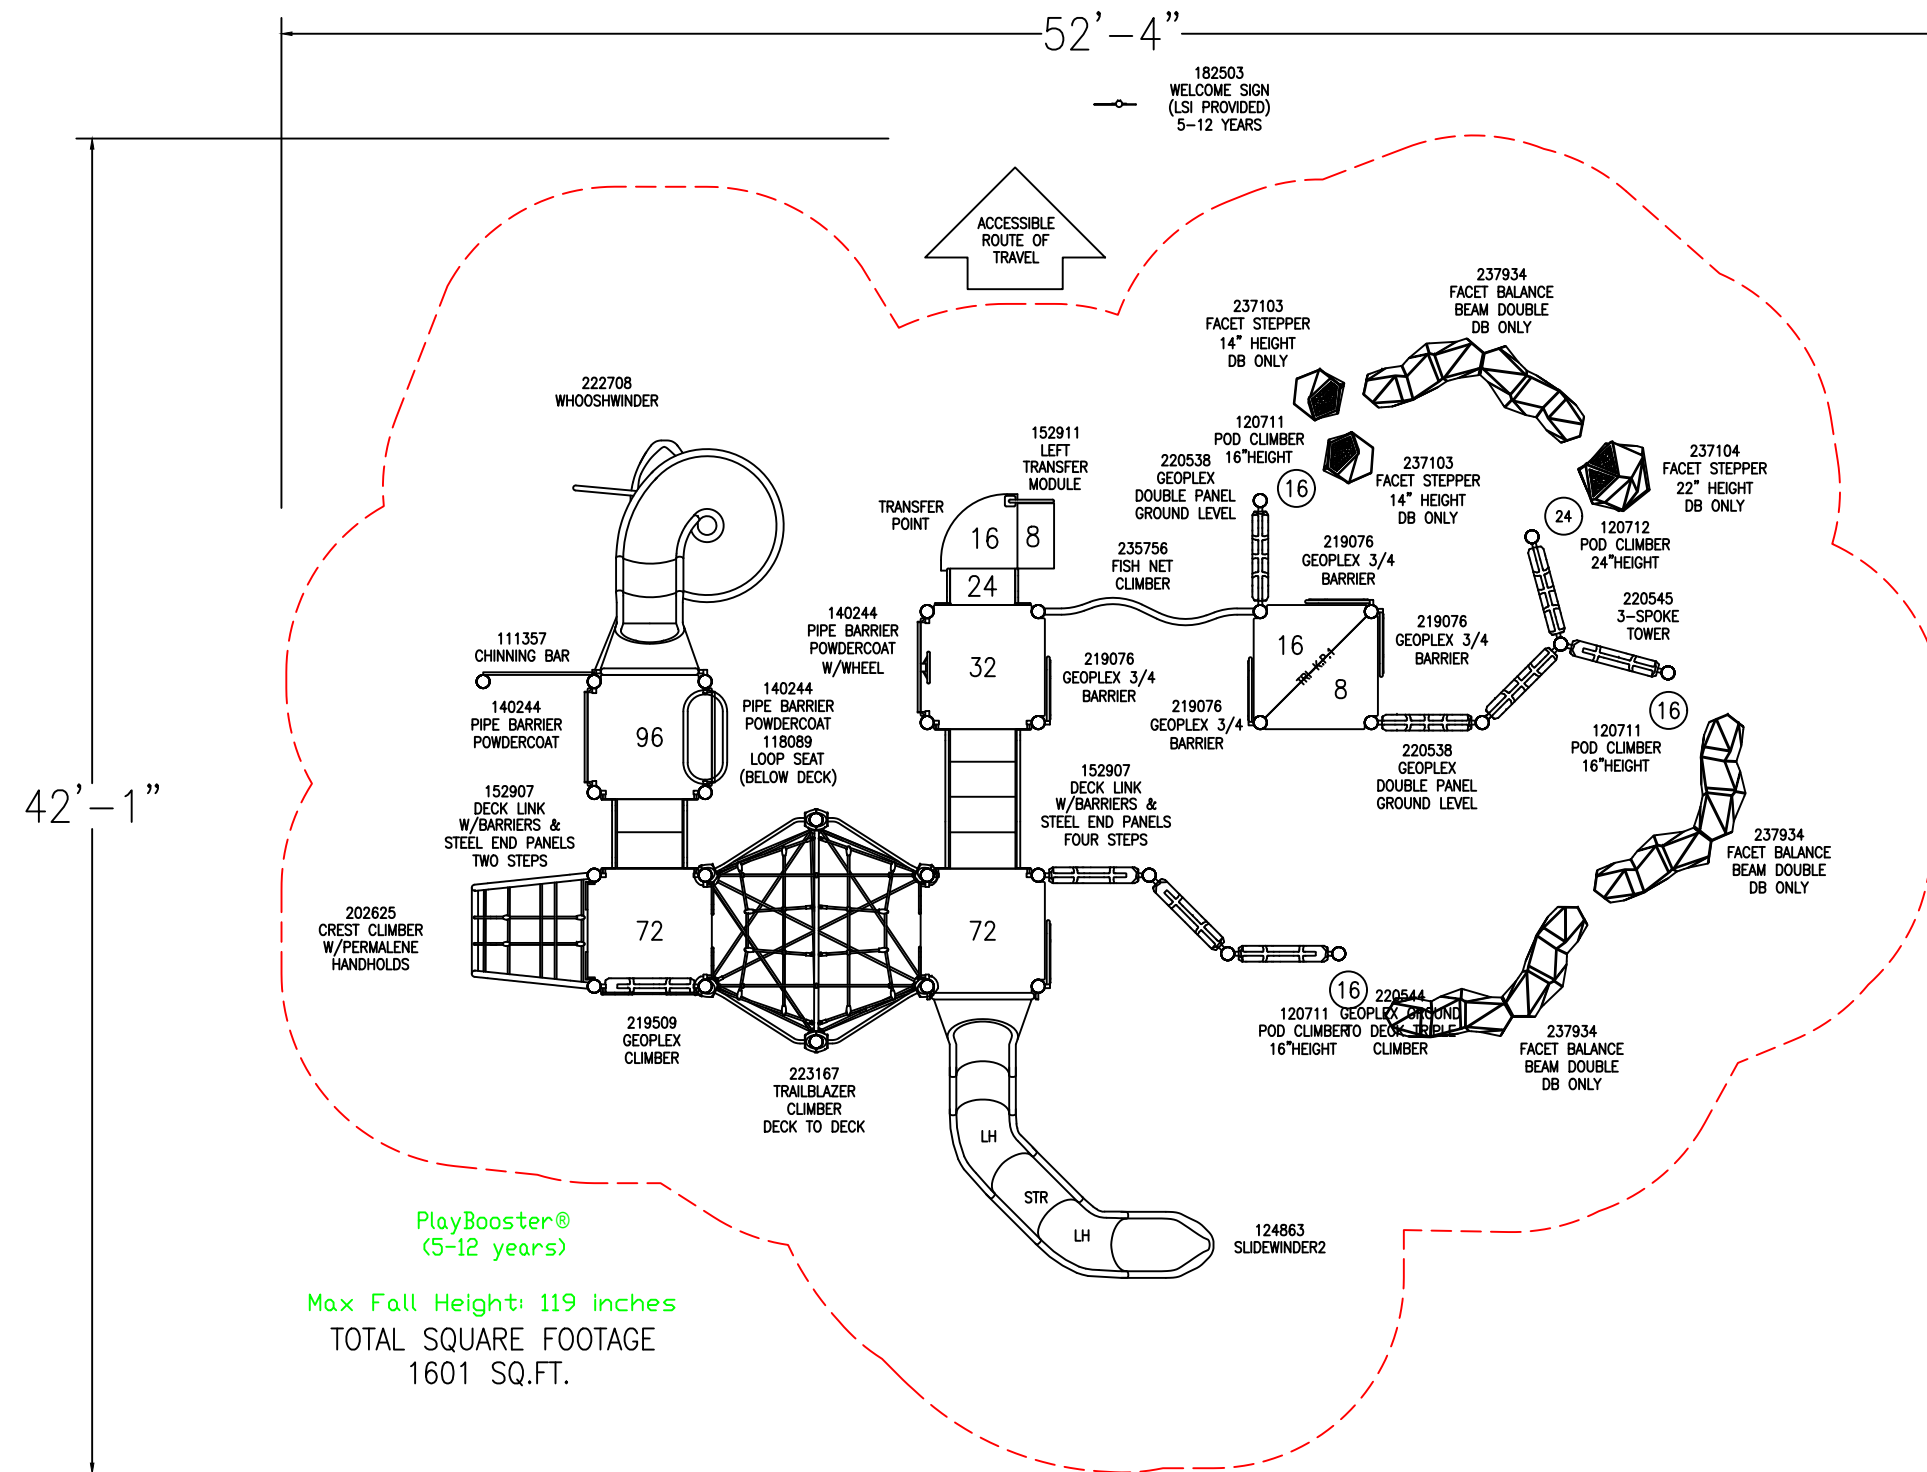 52'-4"
182503
WELCOME SIGN
(LSI PROVIDED)
5-12 YEARS
ACCESSIBLE
ROUTE OF
TRAVEL
237934
FACET BALANCE
BEAM DOUBLE
DB ONLY
237103
FACET STEPPER
14" HEIGHT
DB ONLY
222708
WHOOSHWINDER
120711
POD CLIMBER
16"HEIGHT
16
152911
LEFT
TRANSFER
MODULE
220538
GEOPLEX
DOUBLE PANEL
GROUND LEVEL
237103
FACET STEPPER
14" HEIGHT
DB ONLY
237104
FACET STEPPER
22" HEIGHT
DB ONLY
TRANSFER
POINT
16
8
24
24
120712
POD CLIMBER
24"HEIGHT
235756
FISH NET
CLIMBER
219076
GEOPLEX 3/4
BARRIER
220545
3-SPOKE
TOWER
140244
PIPE BARRIER
POWDERCOAT
W/WHEEL
32
219076
GEOPLEX 3/4
BARRIER
16
TRI K.P.1
8
219076
GEOPLEX 3/4
BARRIER
111357
CHINNING BAR
140244
PIPE BARRIER
POWDERCOAT
96
140244
PIPE BARRIER
POWDERCOAT
118089
LOOP SEAT
(BELOW DECK)
219076
GEOPLEX 3/4
BARRIER
16
120711
POD CLIMBER
16"HEIGHT
220538
GEOPLEX
DOUBLE PANEL
GROUND LEVEL
42'-1"
152907
DECK LINK
W/BARRIERS &
STEEL END PANELS
TWO STEPS
152907
DECK LINK
W/BARRIERS &
STEEL END PANELS
FOUR STEPS
237934
FACET BALANCE
BEAM DOUBLE
DB ONLY
202625
CREST CLIMBER
W/PERMALENE
HANDHOLDS
72
72
219509
GEOPLEX
CLIMBER
16
120711
POD CLIMBER
16"HEIGHT
220544
GEOPLEX GROUND
TO DECK TRIPLE
CLIMBER
237934
FACET BALANCE
BEAM DOUBLE
DB ONLY
223167
TRAILBLAZER
CLIMBER
DECK TO DECK
LH
STR
LH
124863
SLIDEWINDER2
PlayBooster®
(5-12 years)
Max Fall Height: 119 inches
TOTAL SQUARE FOOTAGE
1601 SQ.FT.